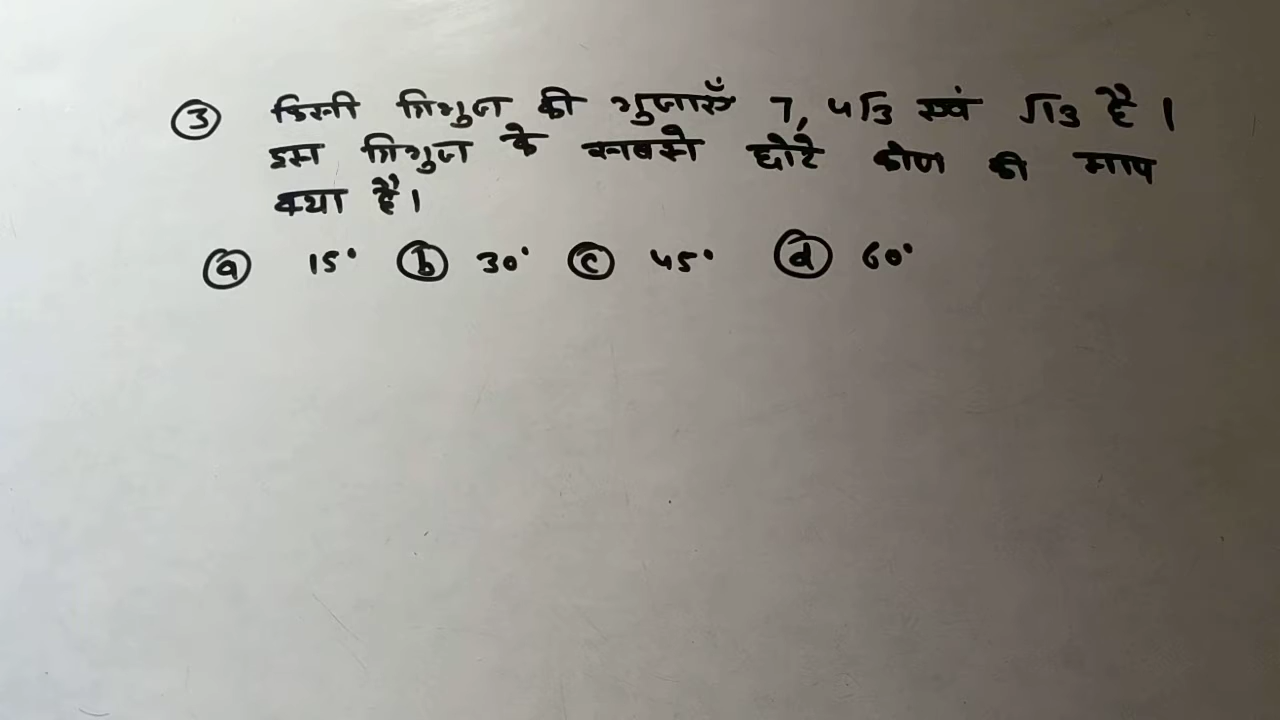 ③ किसी त्रिभुज की भुजाएँ 7, 4√3 एवं √13 है।
इस त्रिभुज के सबसे छोटे कोण की माप
क्या है।
ⓐ 15° ⓑ 30° ⓒ 45° ⓓ 60°